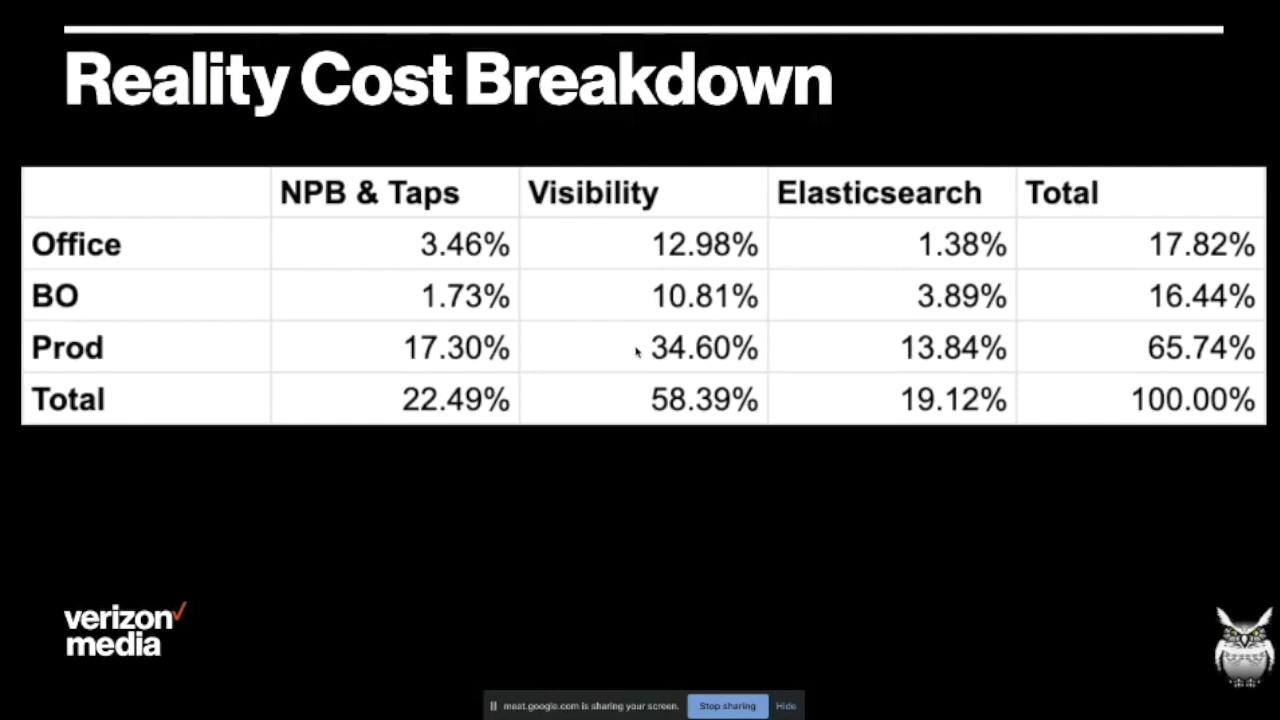 Reality Cost Breakdown
NPB & Taps Visibility Elasticsearch Total
Office 3.46% 12.98% 1.38% 17.82%
BO 1.73% 10.81% 3.89% 16.44%
Prod 17.30% 34.60% 13.84% 65.74%
Total 22.49% 58.39% 19.12% 100.00%
verizon
media
meet.google.com is sharing your screen. Stop sharing Hide